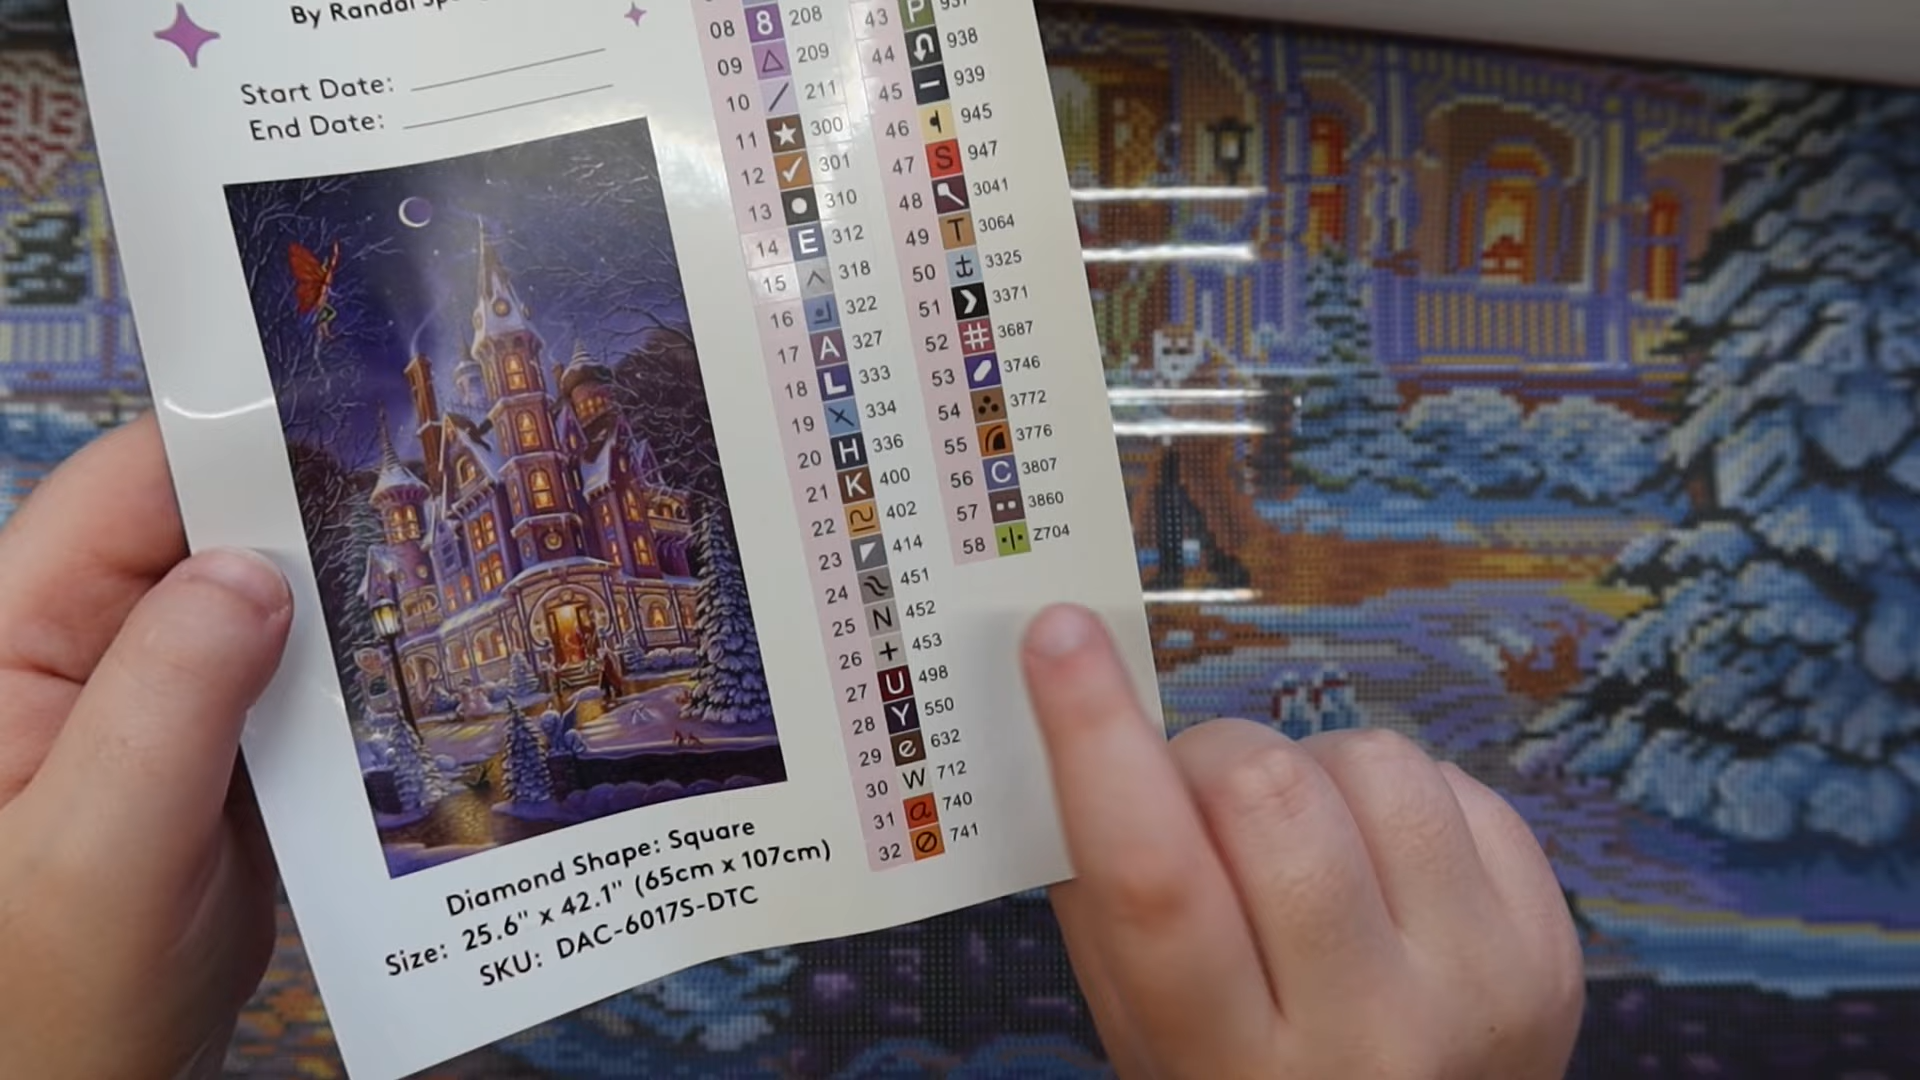 By Randal Sp
Start Date:
End Date:
08 8 208
09 209
10 211
11 300
12 301
13 310
14 E 312
15 318
16 322
17 A 327
18 L 333
19 334
20 H 336
21 K 400
22 402
23 414
24 451
25 N 452
26 + 453
27 U 498
28 Y 550
29 e 632
30 W 712
31 a 740
32 741
43 P
44 938
45 939
46 945
47 S 947
48 3041
49 T 3064
50 3325
51 3371
52 # 3687
53 3746
54 3772
55 3776
56 C 3807
57 3860
58 Z704
Diamond Shape: Square
Size: 25.6" x 42.1" (65cm x 107cm)
SKU: DAC-6017S-DTC